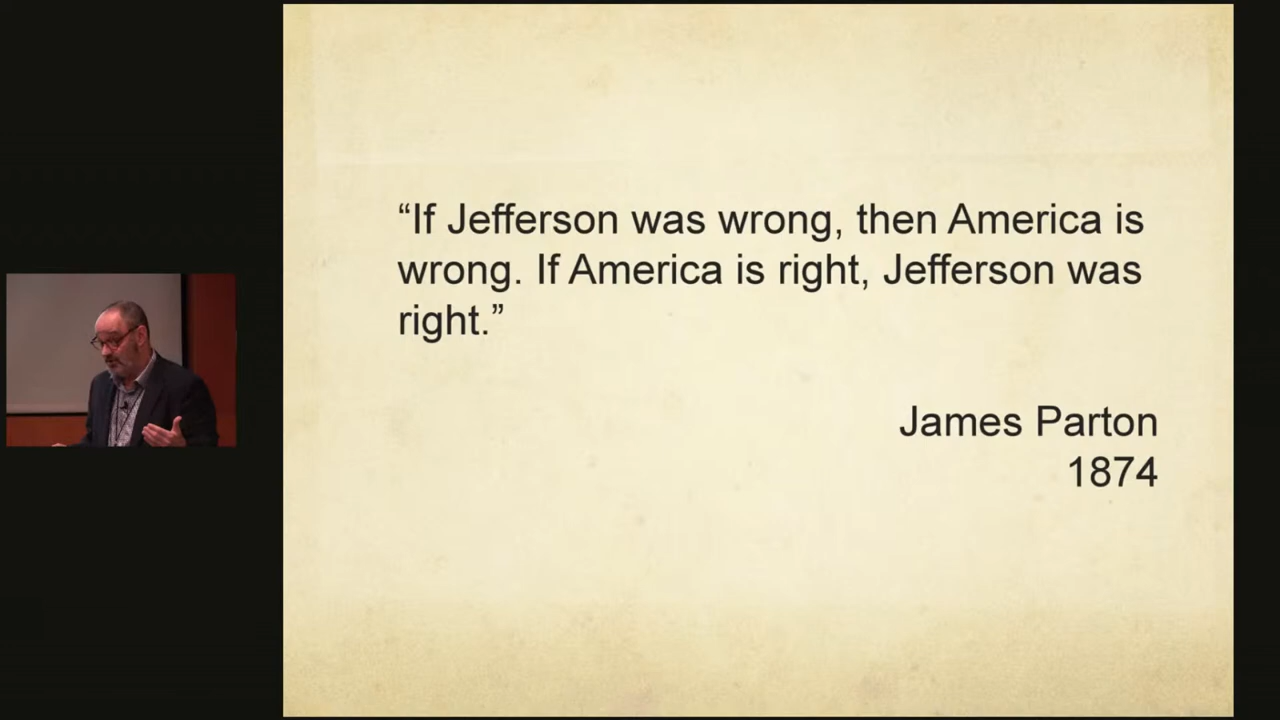 “If Jefferson was wrong, then America is
wrong. If America is right, Jefferson was
right.”
James Parton
1874